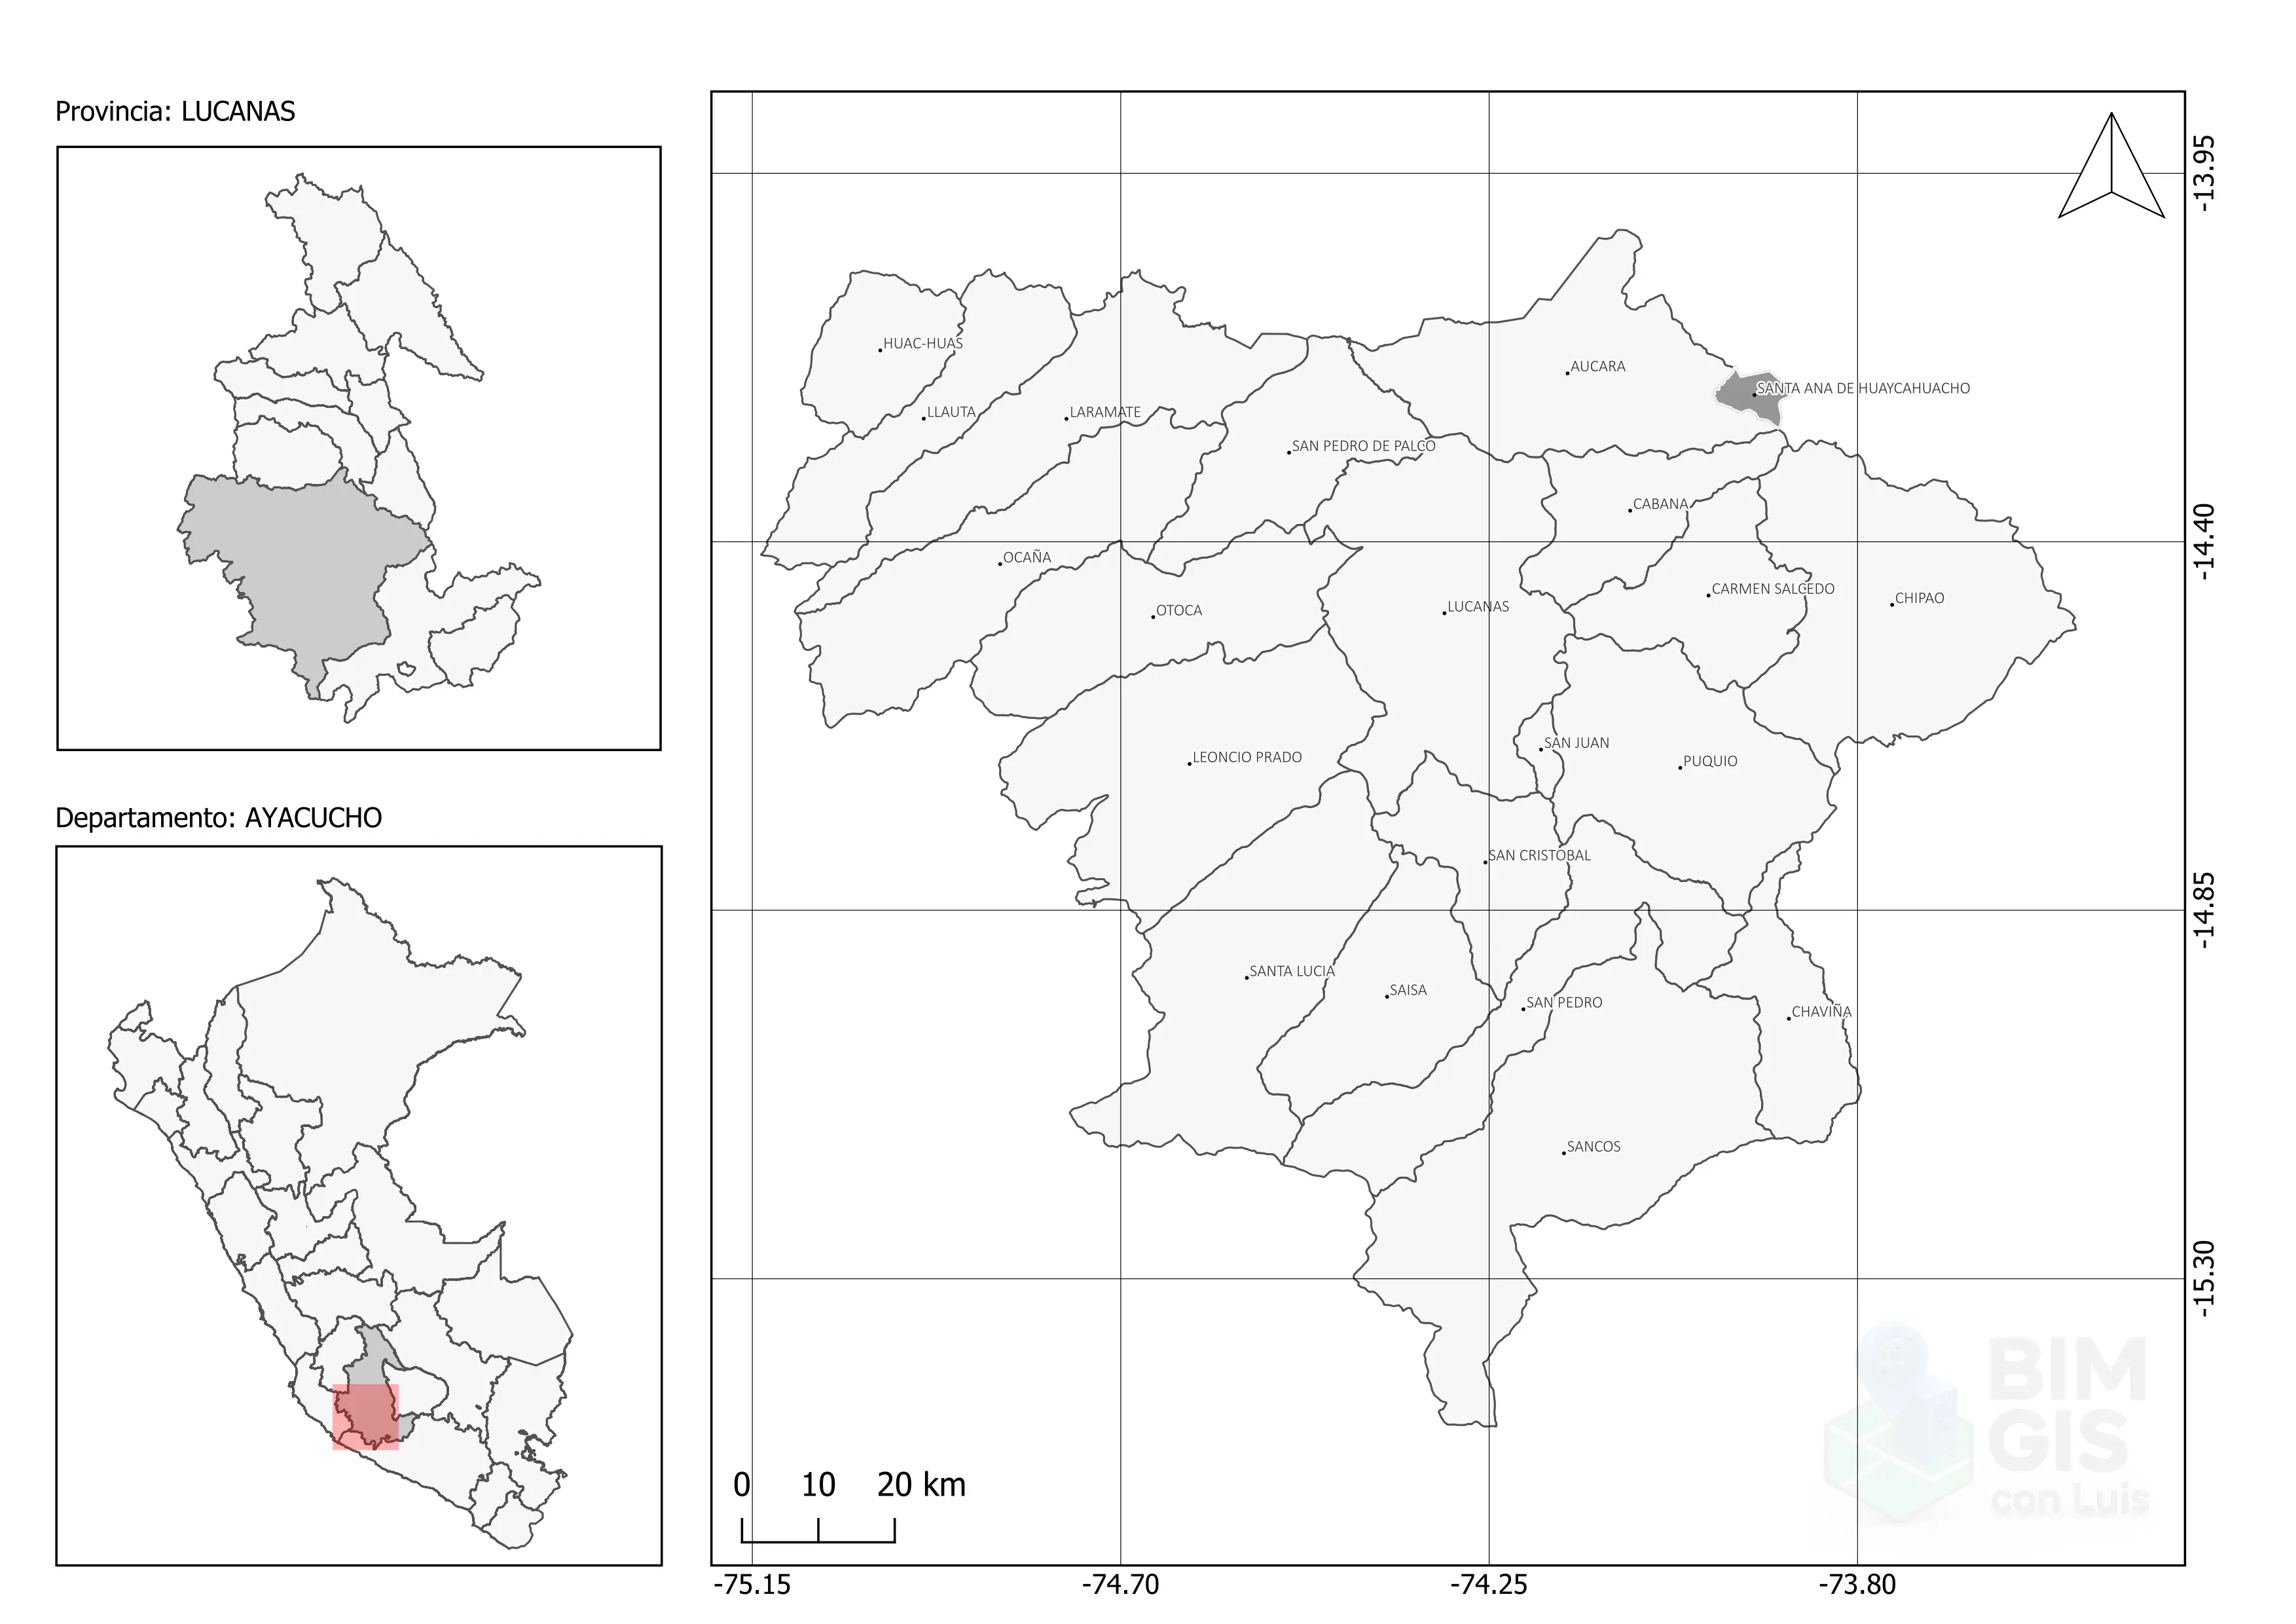 Provincia: LUCANAS
Departamento: AYACUCHO
HUAC-HUAS
AUCARA
SANTA ANA DE HUAYCAHUACHO
LLAUTA
LARAMATE
SAN PEDRO DE PALCO
CABANA
OCAÑA
CARMEN SALCEDO
CHIPAO
OTOCA
LUCANAS
SAN JUAN
LEONCIO PRADO
PUQUIO
SAN CRISTOBAL
SANTA LUCIA
SAISA
SAN PEDRO
CHAVIÑA
SANCOS
-13.95
-14.40
-14.85
-15.30
BIM
GIS
con Luis
0 10 20 km
-75.15 -74.70 -74.25 -73.80